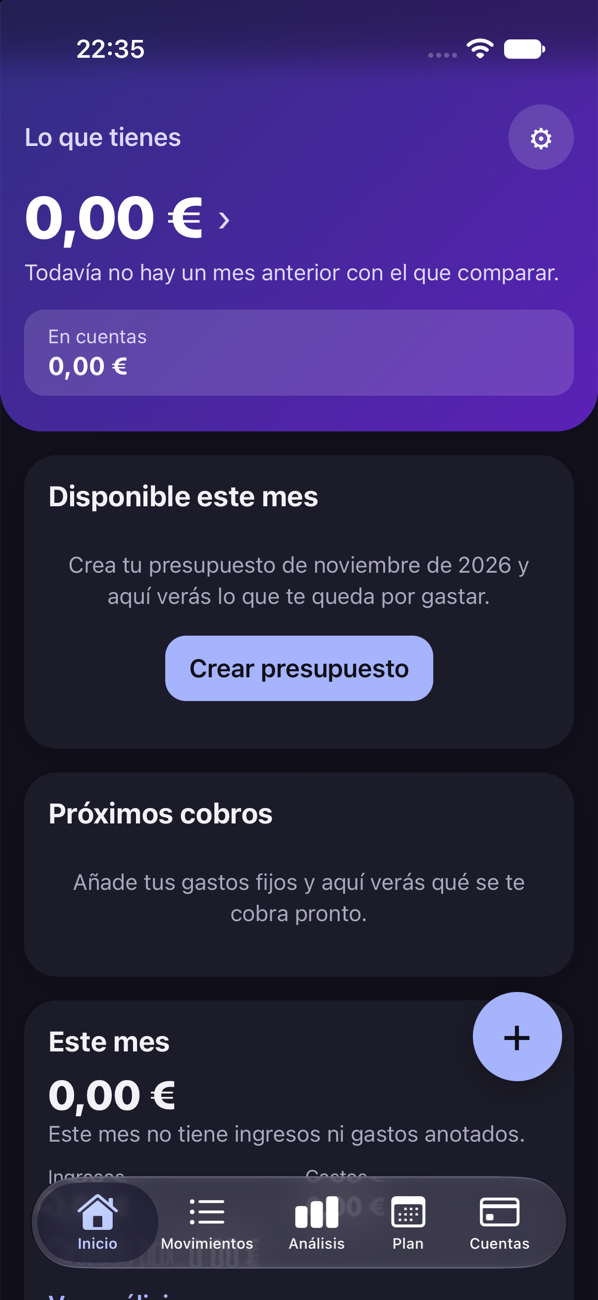 22:35
Lo que tienes
0,00 € ›
Todavía no hay un mes anterior con el que comparar.
En cuentas
0,00 €
Disponible este mes
Crea tu presupuesto de noviembre de 2026 y
aquí verás lo que te queda por gastar.
Crear presupuesto
Próximos cobros
Añade tus gastos fijos y aquí verás qué se te
cobra pronto.
Este mes
+
0,00 €
Este mes no tiene ingresos ni gastos anotados.
Ingresos Gastos
Inicio Movimientos Análisis Plan Cuentas